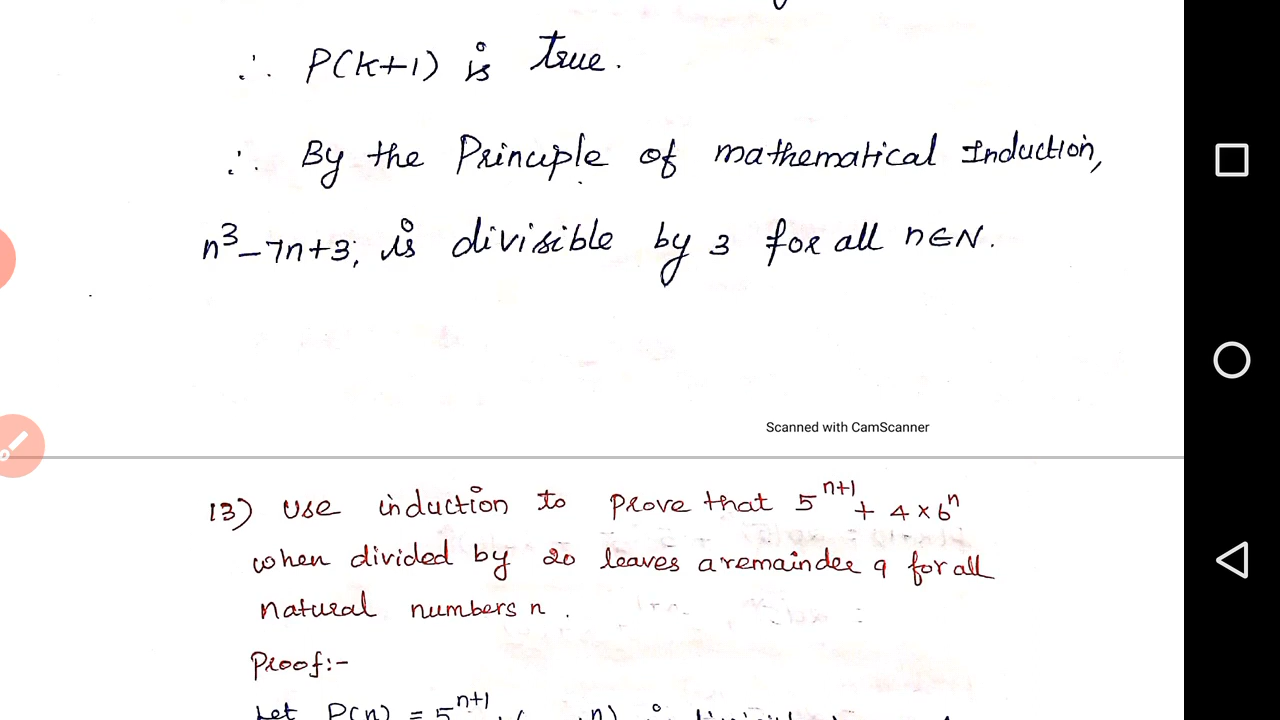 ∴ P(k+1) is true.
∴ By the Principle of mathematical Induction,
n³-7n+3, is divisible by 3 for all n∈N.
Scanned with CamScanner
13) Use induction to prove that 5ⁿ⁺¹ + 4×6ⁿ
when divided by 20 leaves a remainder 9 for all
natural numbers n.
Proof:-
Let P(n) = 5ⁿ⁺¹